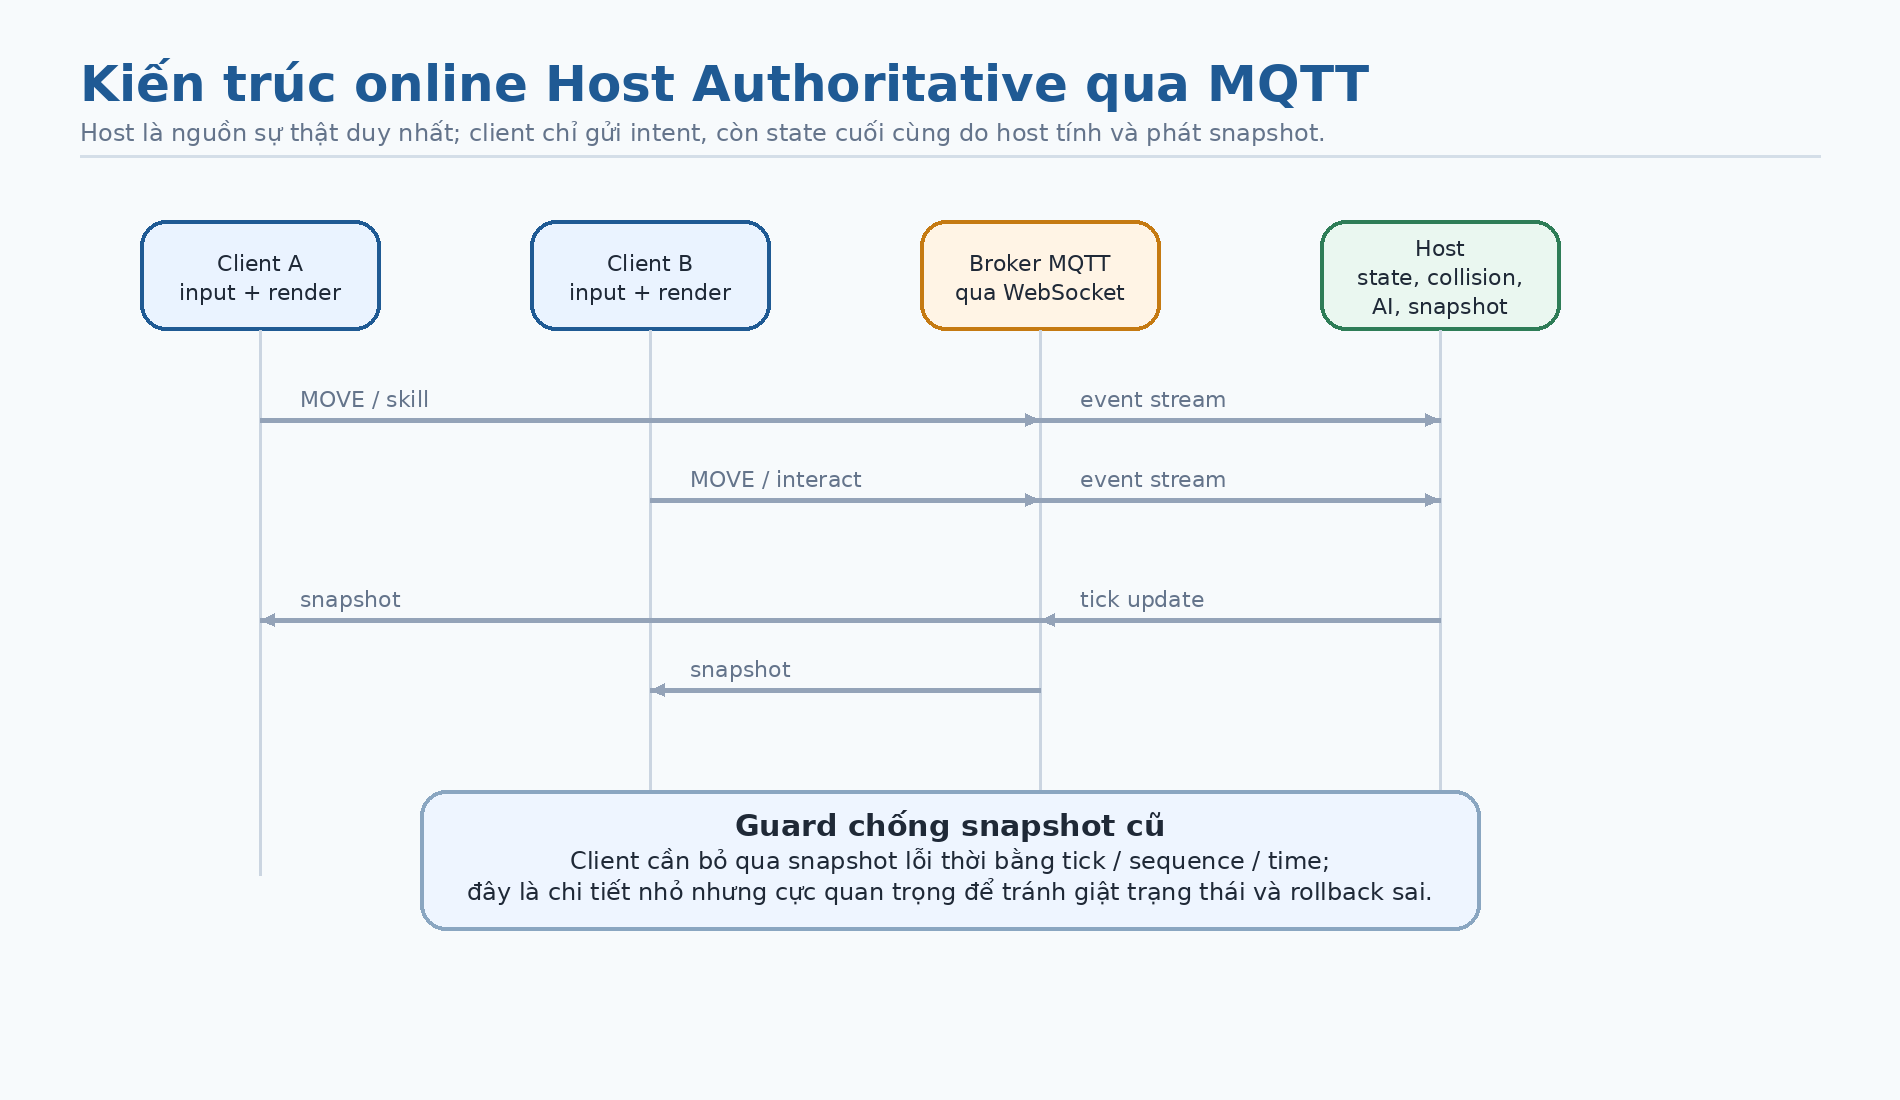 Kiến trúc online Host Authoritative qua MQTT
Host là nguồn sự thật duy nhất; client chỉ gửi intent, còn state cuối cùng do host tính và phát snapshot.
Client A
input + render
Client B
input + render
Broker MQTT
qua WebSocket
Host
state, collision,
AI, snapshot
MOVE / skill
event stream
MOVE / interact
event stream
snapshot
tick update
snapshot
Guard chống snapshot cũ
Client cần bỏ qua snapshot lỗi thời bằng tick / sequence / time;
đây là chi tiết nhỏ nhưng cực quan trọng để tránh giật trạng thái và rollback sai.